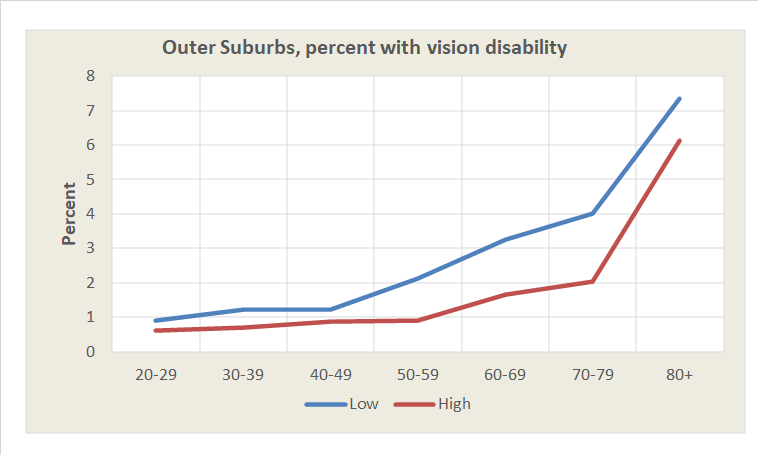 Outer Suburbs, percent with vision disability
8
7
6
5
4
3
2
1
0
Percent
20-29 30-39 40-49 50-59 60-69 70-79 80+
Low High